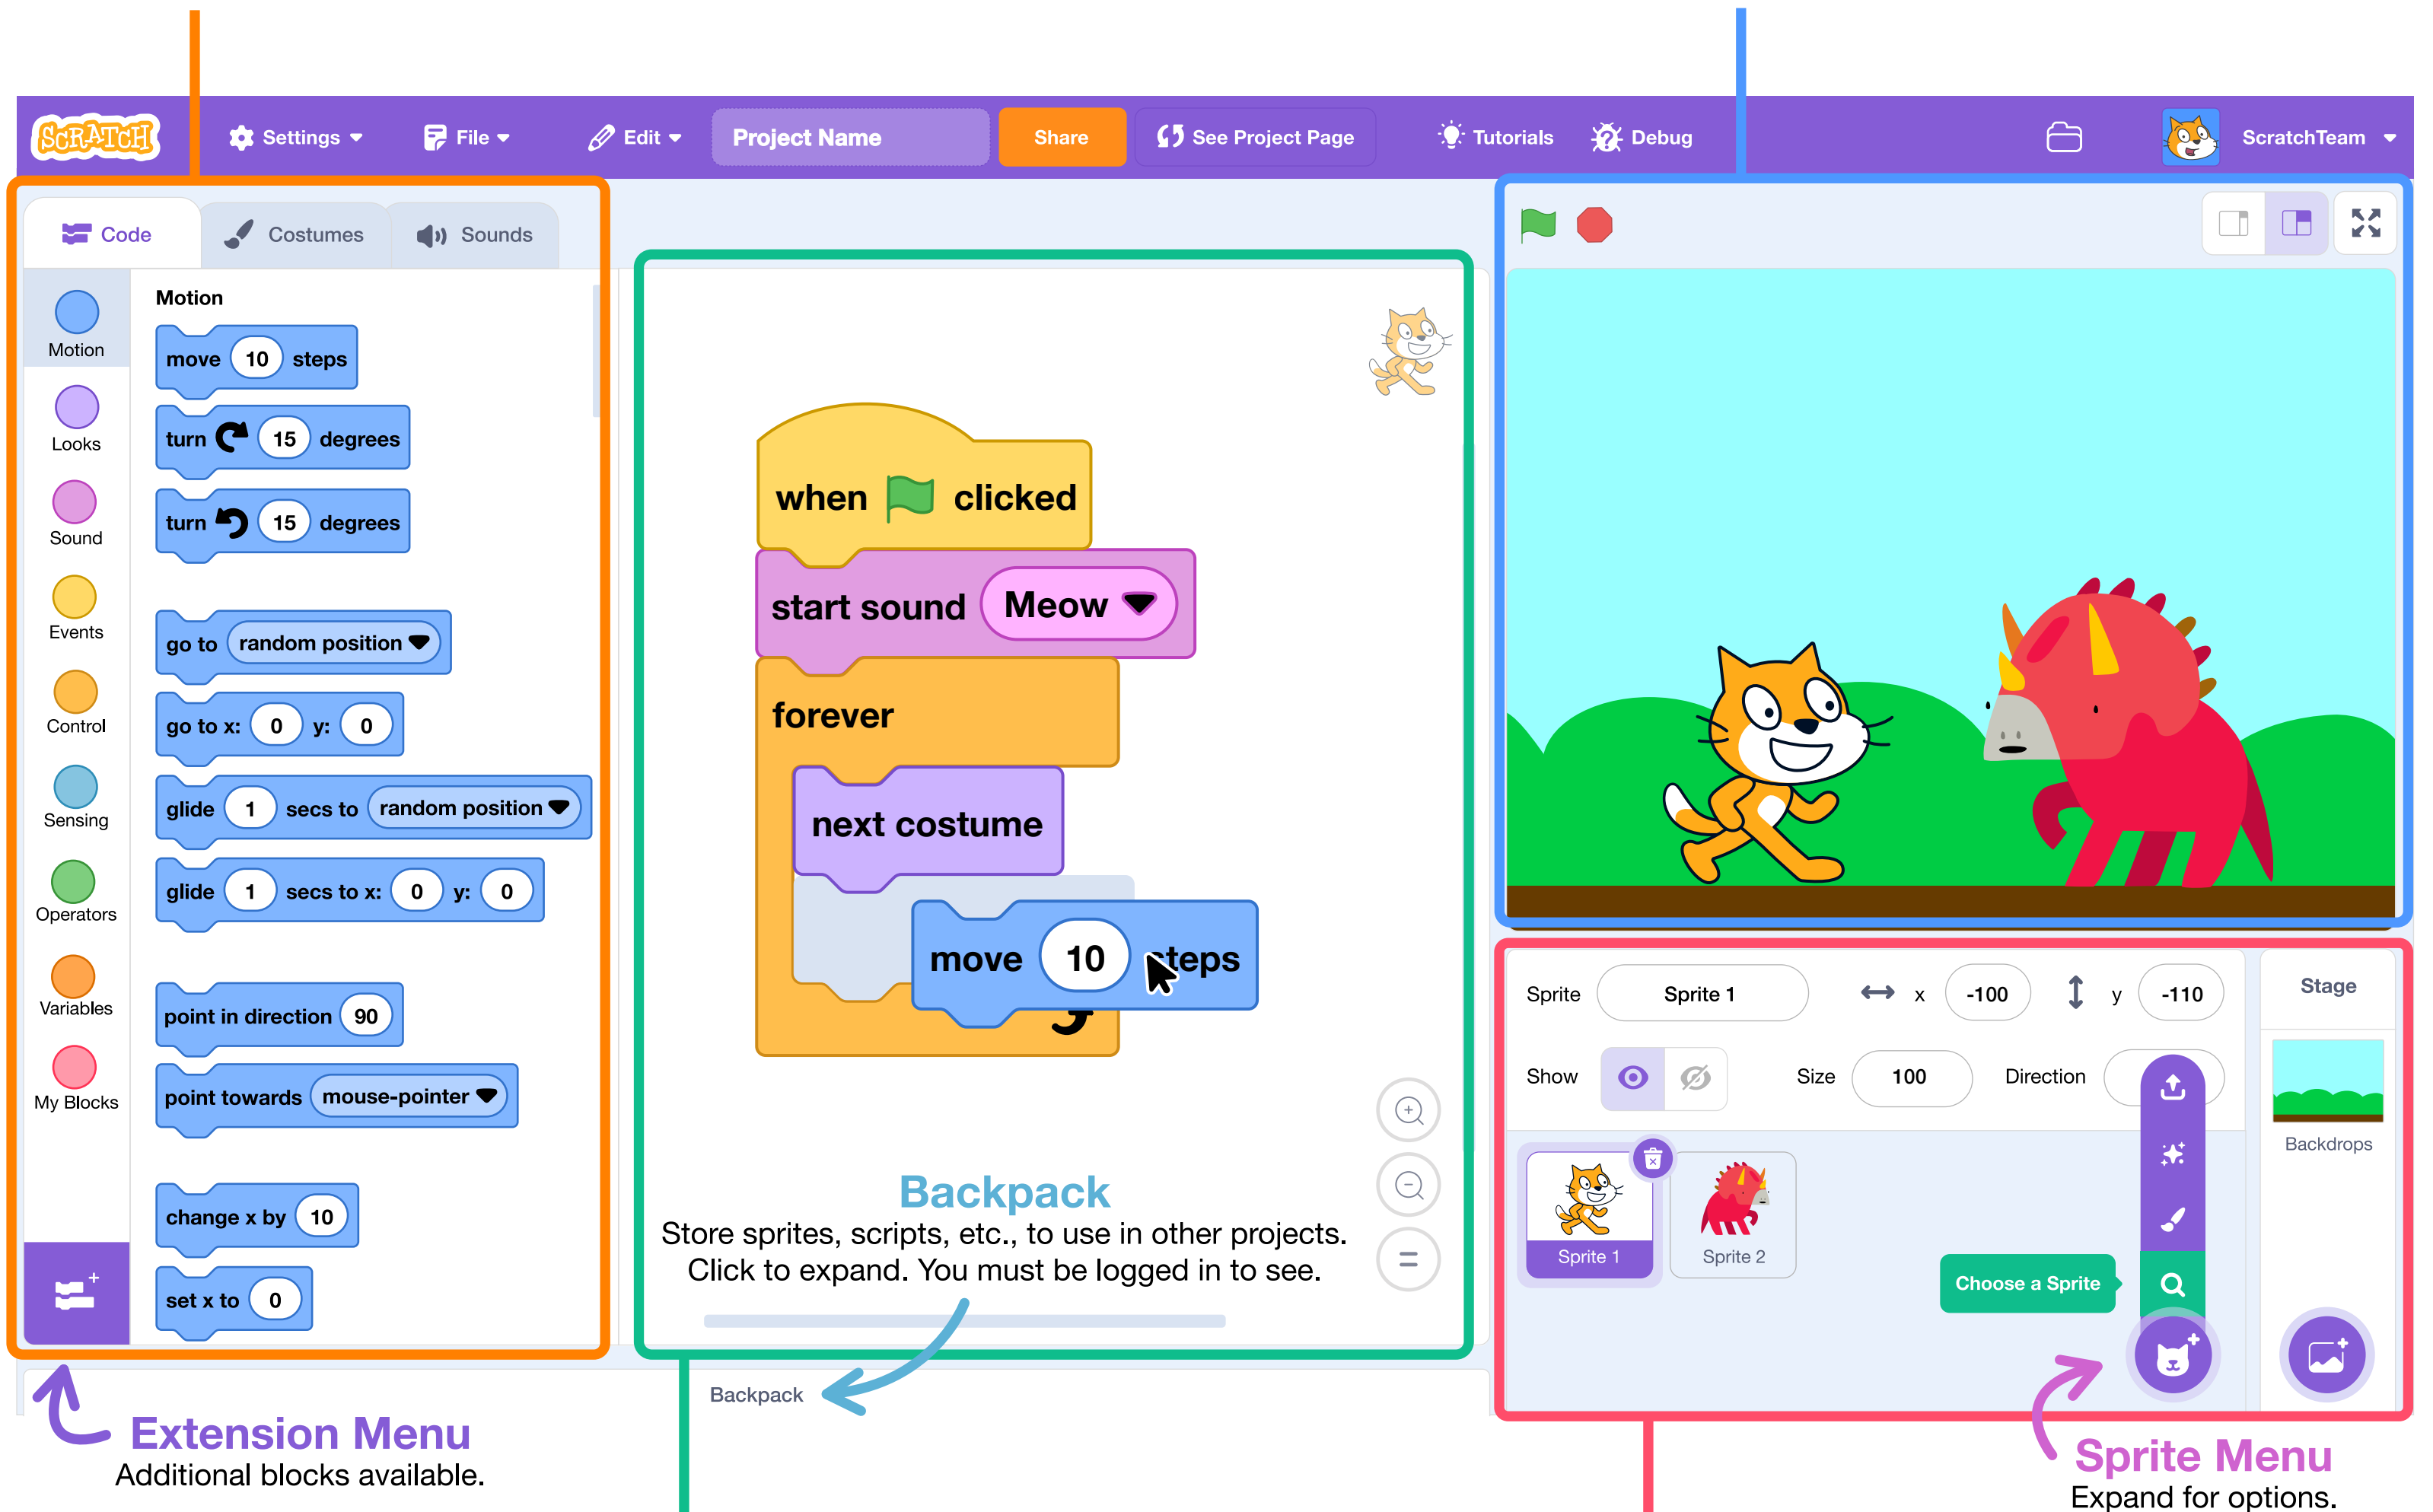 SCRATCH
Settings
File
Edit
Project Name
Share
See Project Page
Tutorials
Debug
ScratchTeam
Code
Costumes
Sounds
Motion
Looks
Sound
Events
Control
Sensing
Operators
Variables
My Blocks
Motion
move 10 steps
turn 15 degrees
turn 15 degrees
go to random position
go to x: 0 y: 0
glide 1 secs to random position
glide 1 secs to x: 0 y: 0
point in direction 90
point towards mouse-pointer
change x by 10
set x to 0
when clicked
start sound Meow
forever
next costume
move 10 steps
Backpack
Store sprites, scripts, etc., to use in other projects.
Click to expand. You must be logged in to see.
Backpack
Sprite Sprite 1 x -100 y -110
Show Size 100 Direction
Sprite 1
Sprite 2
Choose a Sprite
Stage
Backdrops
Extension Menu
Additional blocks available.
Sprite Menu
Expand for options.